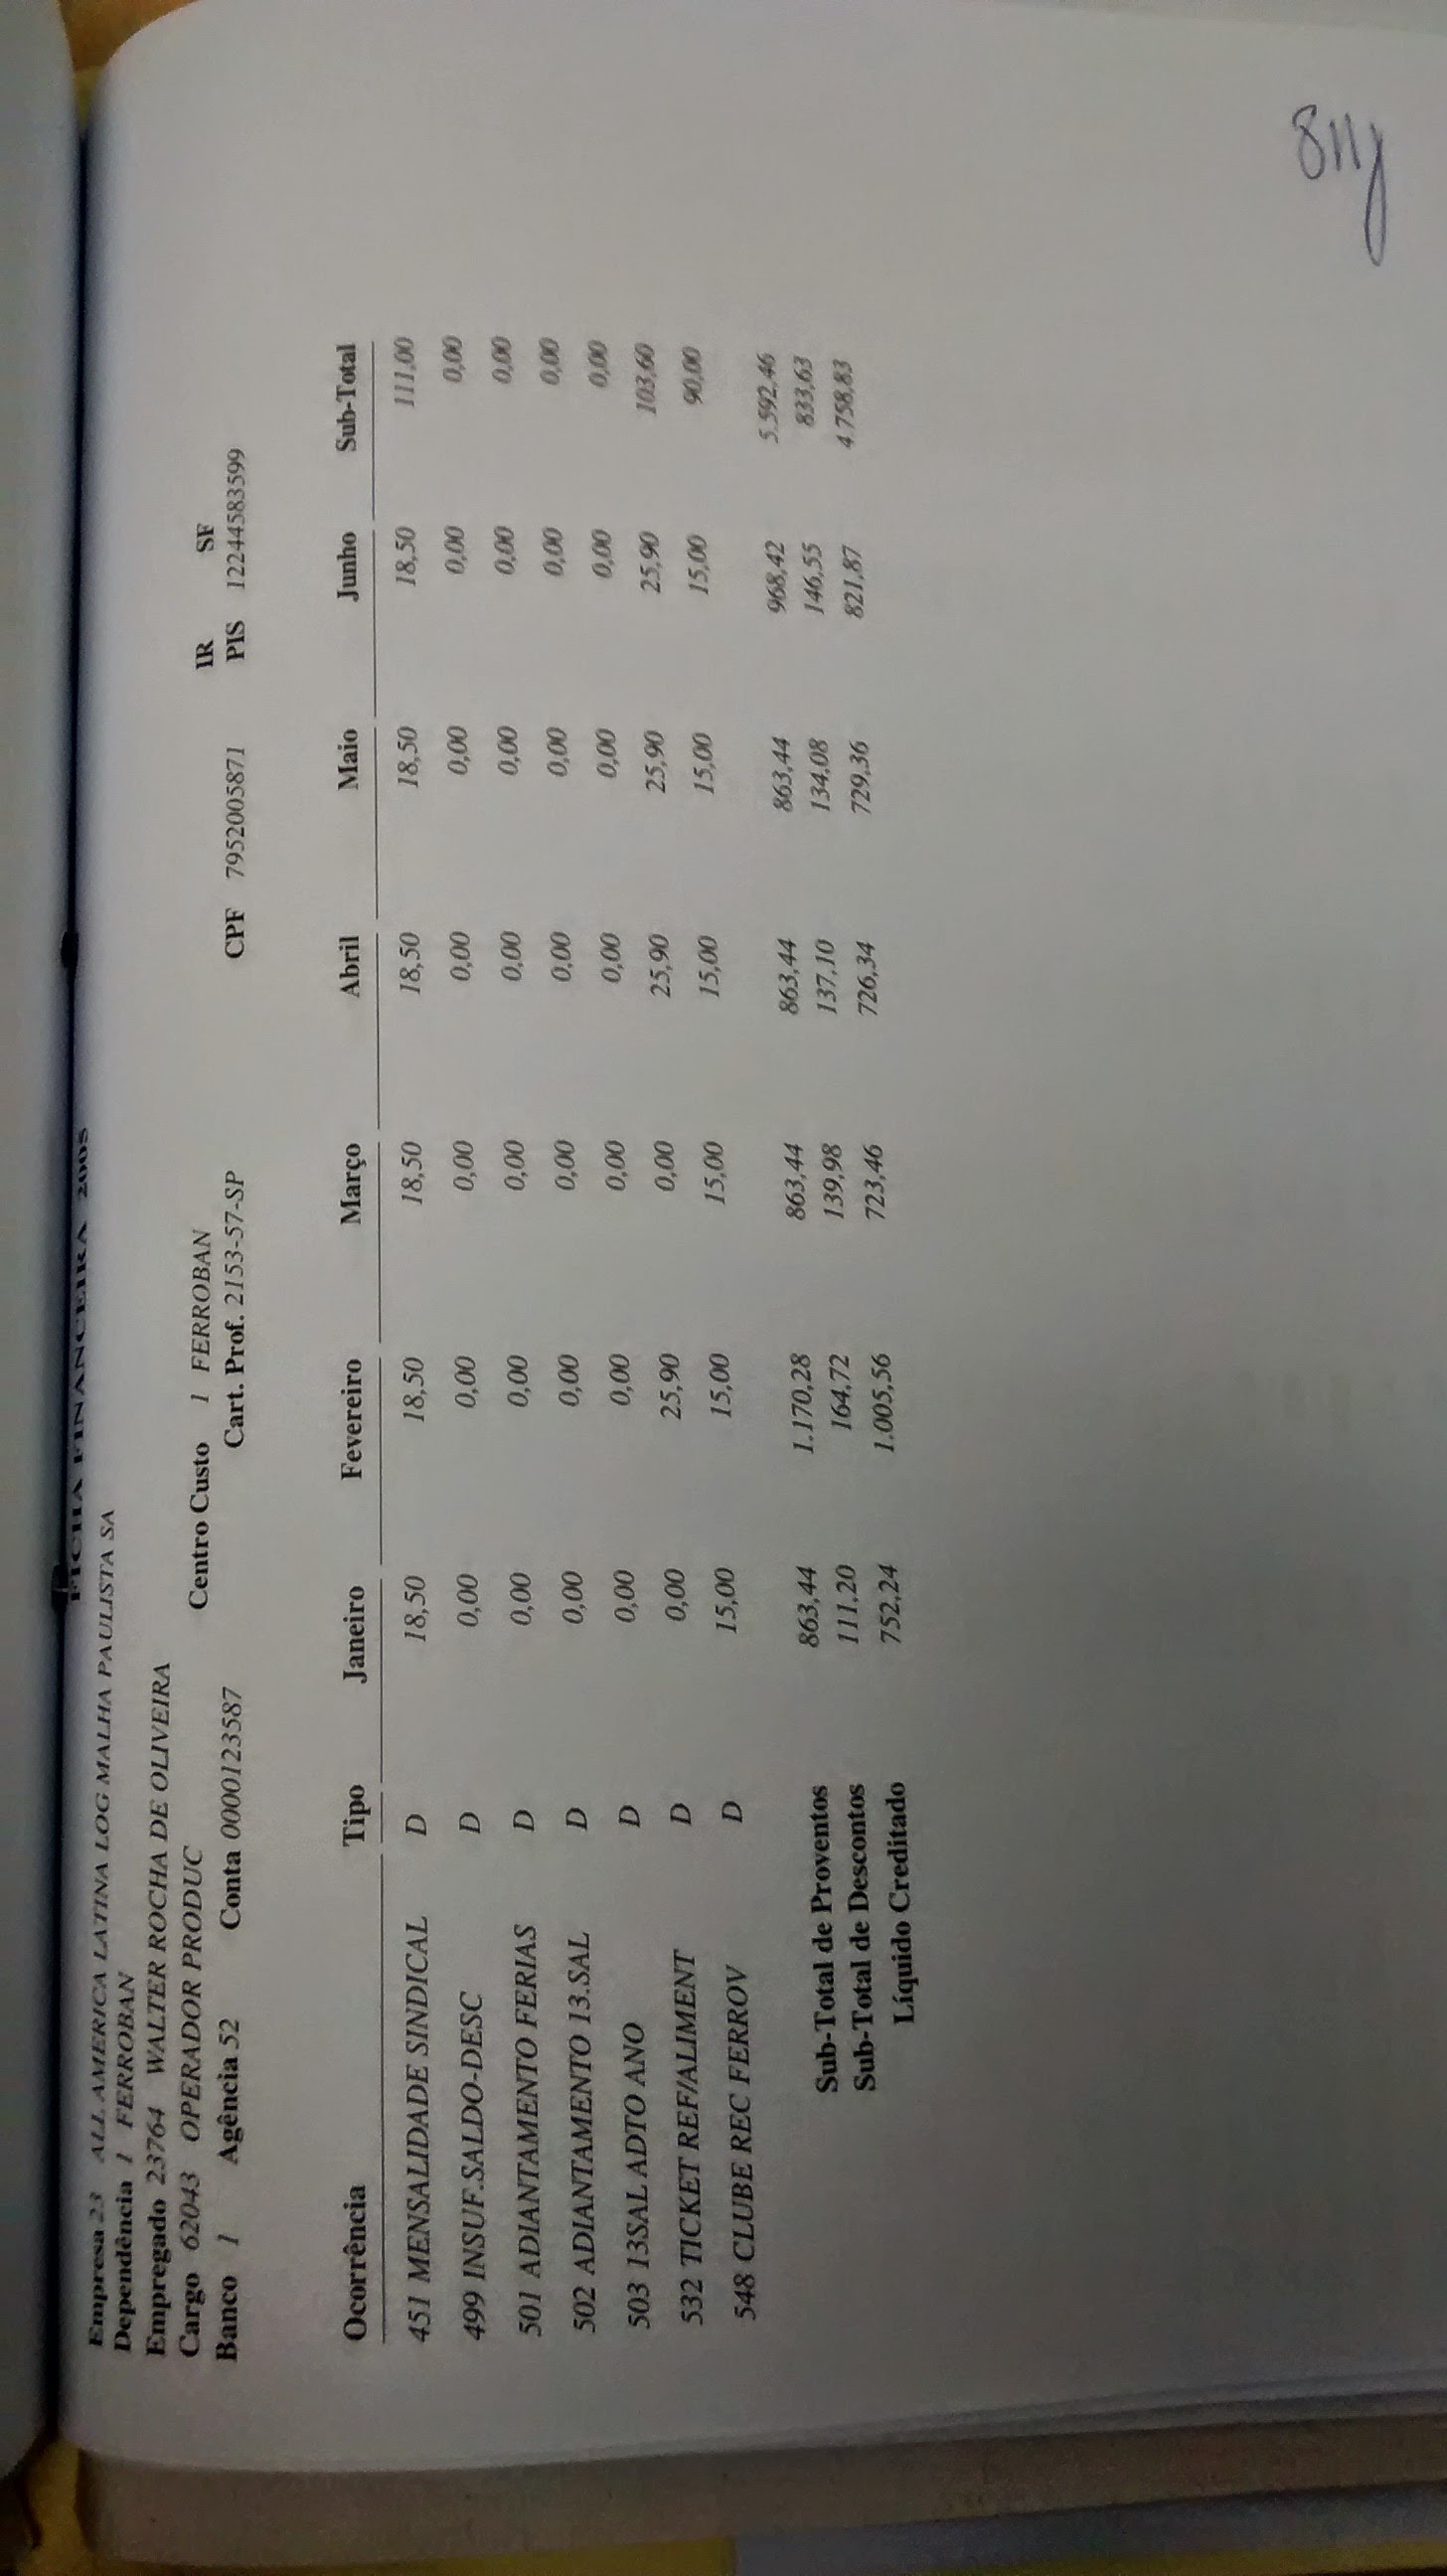 FICHA FINANCEIRA 2005
Empresa 23 ALL AMERICA LATINA LOG MALHA PAULISTA SA
Dependência 1 FERROBAN
Empregado 23764 WALTER ROCHA DE OLIVEIRA
Cargo 62043 OPERADOR PRODUC Centro Custo 1 FERROBAN IR SF
Banco 1 Agência 52 Conta 0000123587 Cart. Prof. 2153-57-SP CPF 7952005871 PIS 12244583599
Ocorrência Tipo Janeiro Fevereiro Março Abril Maio Junho Sub-Total
451 MENSALIDADE SINDICAL D 18,50 18,50 18,50 18,50 18,50 18,50 111,00
499 INSUF.SALDO-DESC D 0,00 0,00 0,00 0,00 0,00 0,00 0,00
501 ADIANTAMENTO FERIAS D 0,00 0,00 0,00 0,00 0,00 0,00 0,00
502 ADIANTAMENTO 13.SAL D 0,00 0,00 0,00 0,00 0,00 0,00 0,00
503 13SAL ADTO ANO D 0,00 0,00 0,00 0,00 0,00 0,00 0,00
532 TICKET REF/ALIMENT D 0,00 25,90 0,00 25,90 25,90 25,90 103,60
548 CLUBE REC FERROV D 15,00 15,00 15,00 15,00 15,00 15,00 90,00
Sub-Total de Proventos 863,44 1.170,28 863,44 863,44 863,44 968,42 5.592,46
Sub-Total de Descontos 111,20 164,72 139,98 137,10 134,08 146,55 833,63
Líquido Creditado 752,24 1.005,56 723,46 726,34 729,36 821,87 4.758,83